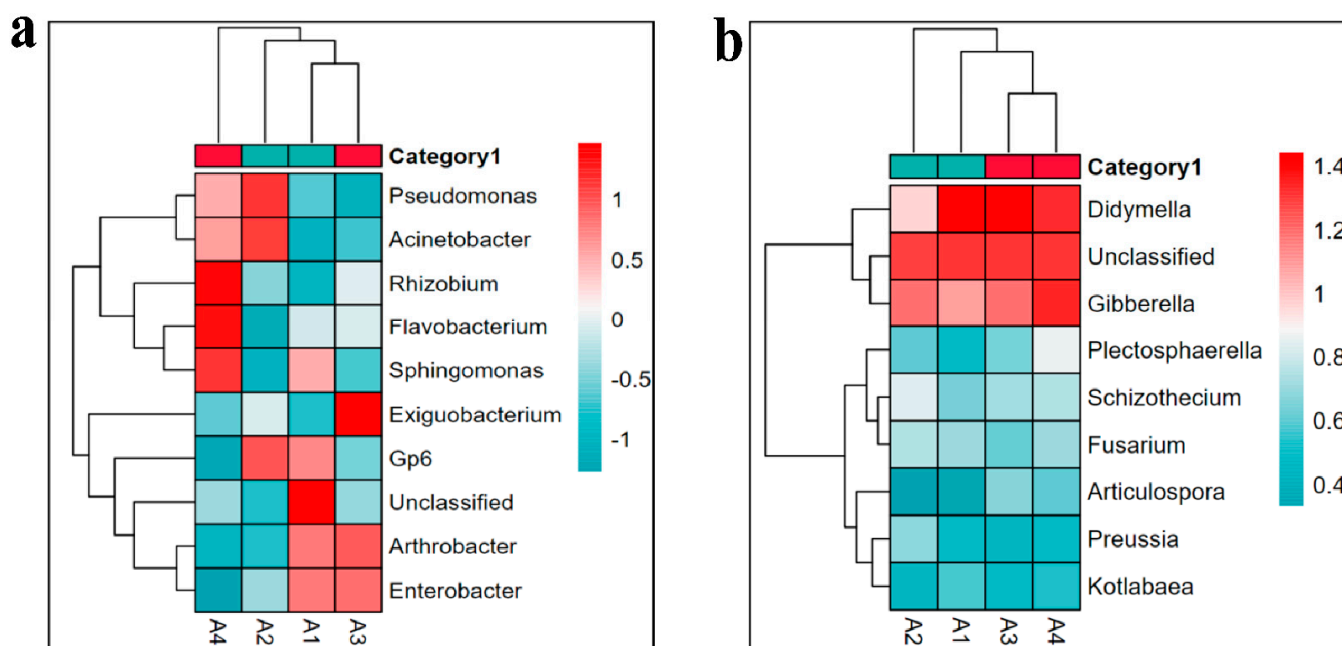 a
Category1
Pseudomonas
Acinetobacter
Rhizobium
Flavobacterium
Sphingomonas
Exiguobacterium
Gp6
Unclassified
Arthrobacter
Enterobacter
1
0.5
0
-0.5
-1
A4 A2 A1 A3
b
Category1
Didymella
Unclassified
Gibberella
Plectosphaerella
Schizothecium
Fusarium
Articulospora
Preussia
Kotlabaea
1.4
1.2
1
0.8
0.6
0.4
A2 A1 A3 A4